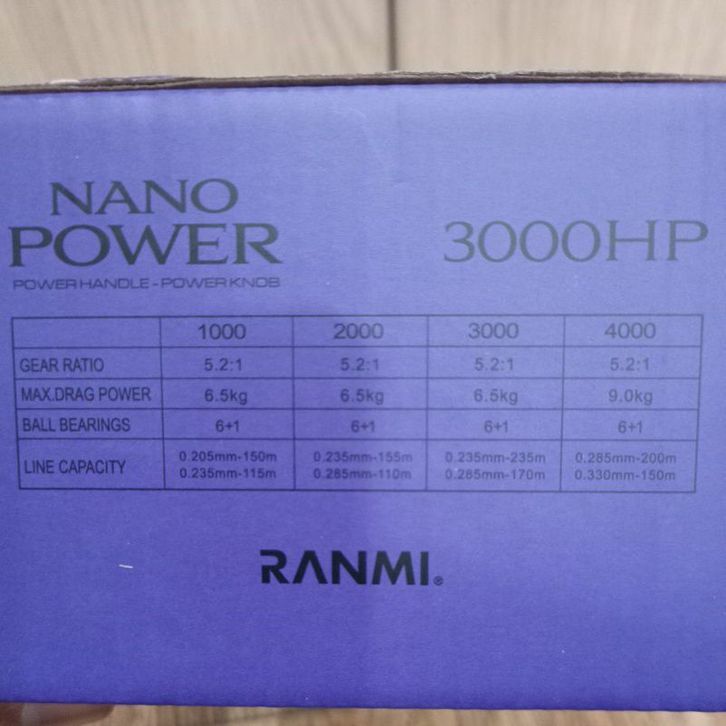 NANO
POWER
POWER HANDLE - POWER KNOB
3000HP
1000 2000 3000 4000
GEAR RATIO 5.2:1 5.2:1 5.2:1 5.2:1
MAX.DRAG POWER 6.5kg 6.5kg 6.5kg 9.0kg
BALL BEARINGS 6+1 6+1 6+1 6+1
LINE CAPACITY 0.205mm-150m 0.235mm-155m 0.235mm-235m 0.285mm-200m
0.235mm-115m 0.285mm-110m 0.285mm-170m 0.330mm-150m
RANMI®